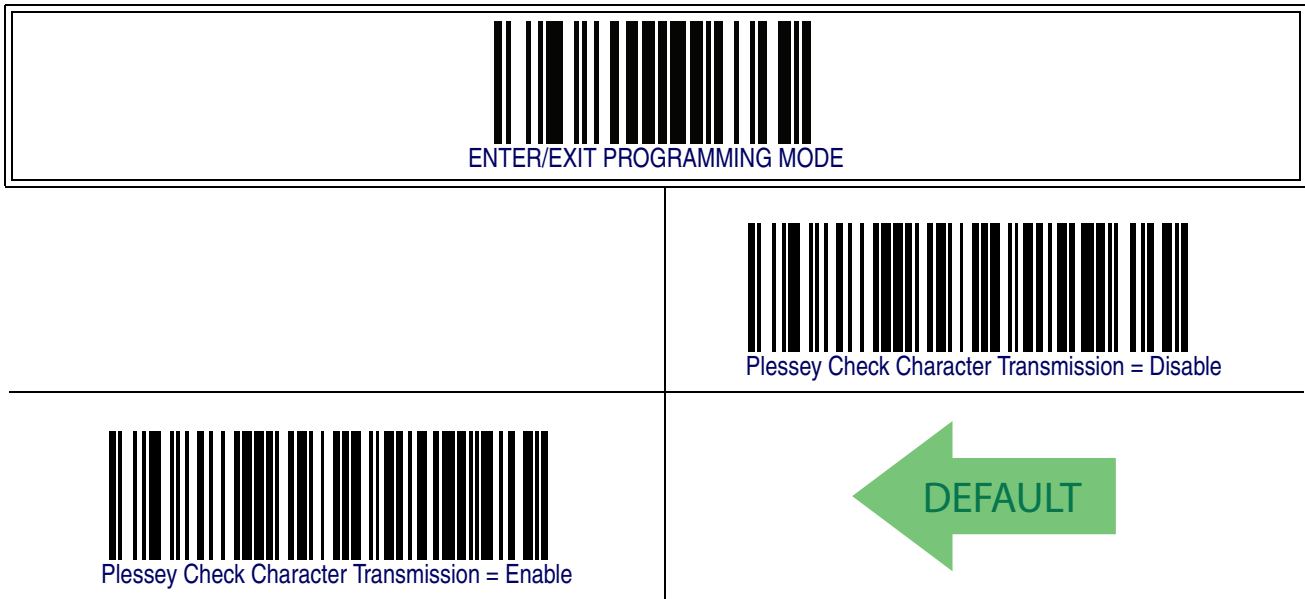 ENTER/EXIT PROGRAMMING MODE
Plessey Check Character Transmission = Disable
Plessey Check Character Transmission = Enable
DEFAULT